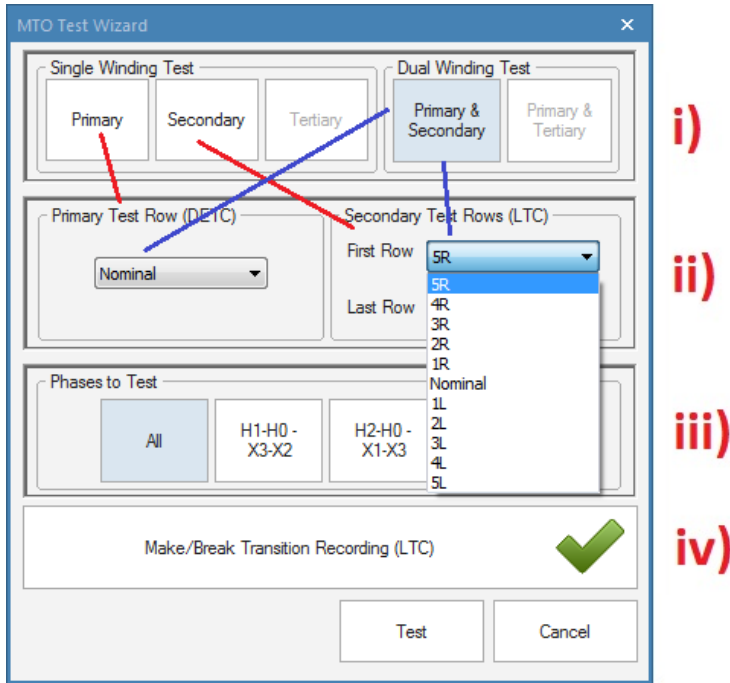 MTO Test Wizard
Single Winding Test
Dual Winding Test
Primary
Secondary
Tertiary
Primary &
Secondary
Primary &
Tertiary
i)
Primary Test Row (DETC)
Secondary Test Rows (LTC)
Nominal
First Row
5R
Last Row
5R
4R
3R
2R
1R
Nominal
1L
2L
3L
4L
5L
ii)
Phases to Test
All
H1-H0 -
X3-X2
H2-H0 -
X1-X3
iii)
Make/Break Transition Recording (LTC)
iv)
Test
Cancel